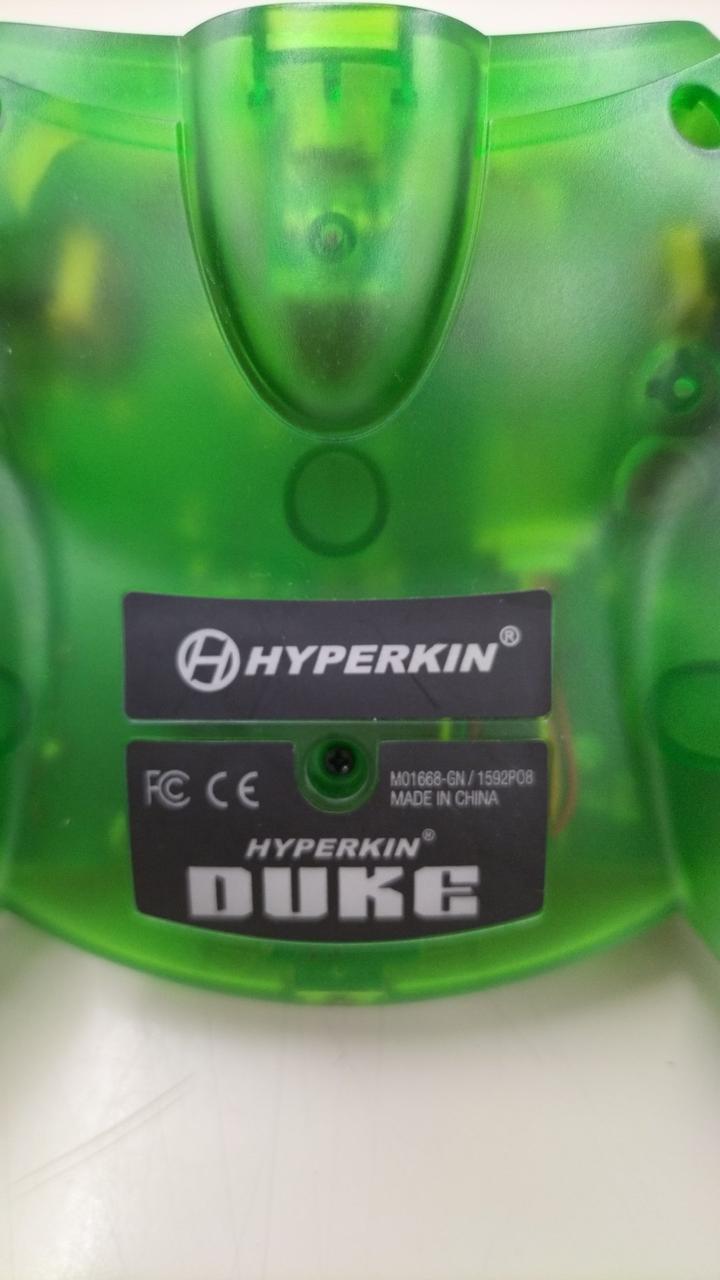 HYPERKIN®
FC CE
M01668-GN / 1592P08
MADE IN CHINA
HYPERKIN®
DUKE